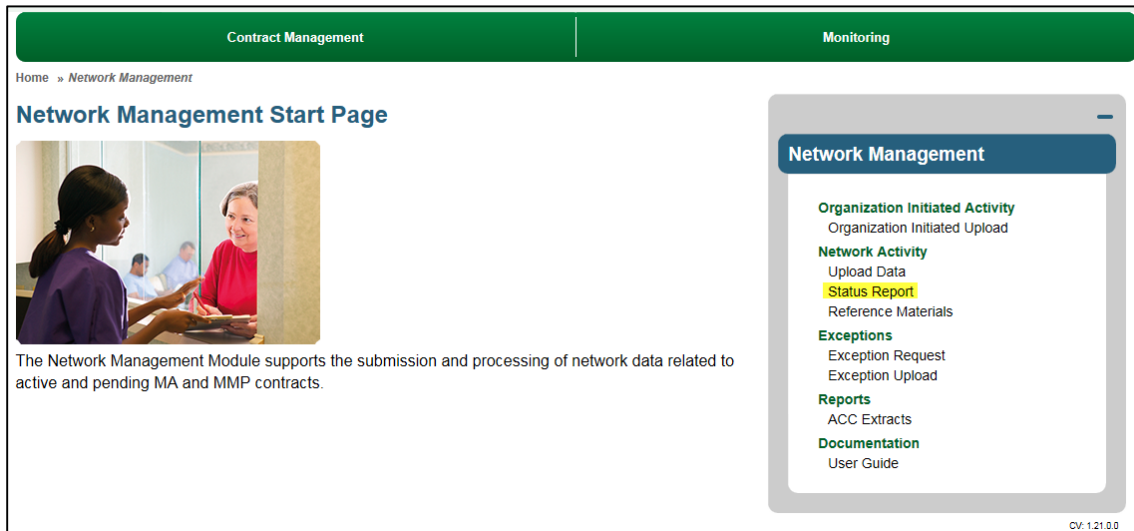 Contract Management
Monitoring
Home » Network Management
Network Management Start Page
The Network Management Module supports the submission and processing of network data related to
active and pending MA and MMP contracts.
Network Management
Organization Initiated Activity
Organization Initiated Upload
Network Activity
Upload Data
Status Report
Reference Materials
Exceptions
Exception Request
Exception Upload
Reports
ACC Extracts
Documentation
User Guide
CV: 1.21.0.0